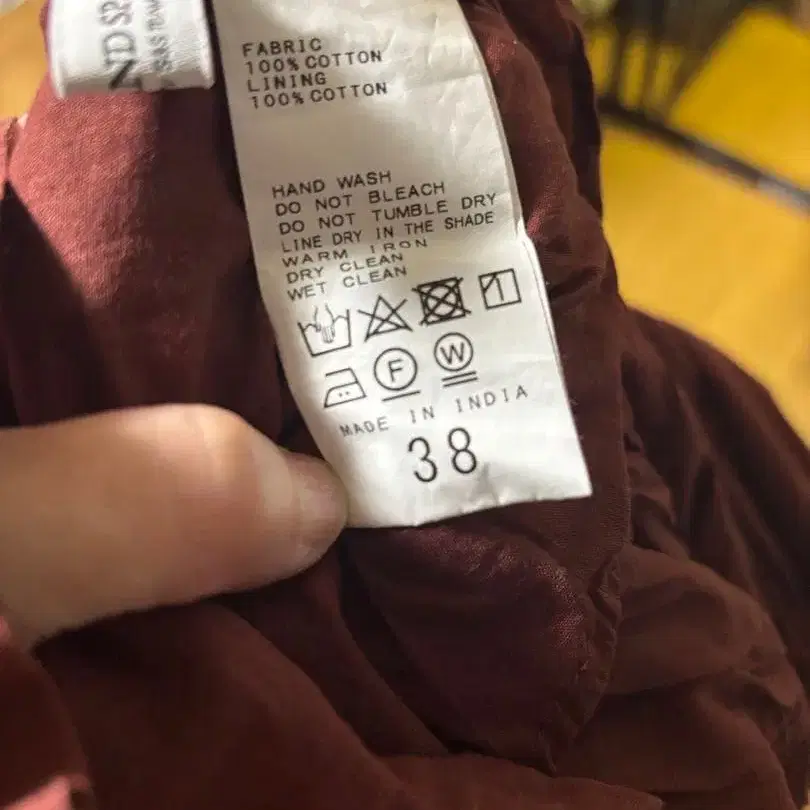 FABRIC
100% COTTON
LINING
100% COTTON
HAND WASH
DO NOT BLEACH
DO NOT TUMBLE DRY
LINE DRY IN THE SHADE
WARM IRON
DRY CLEAN
WET CLEAN
F
W
MADE IN INDIA
38